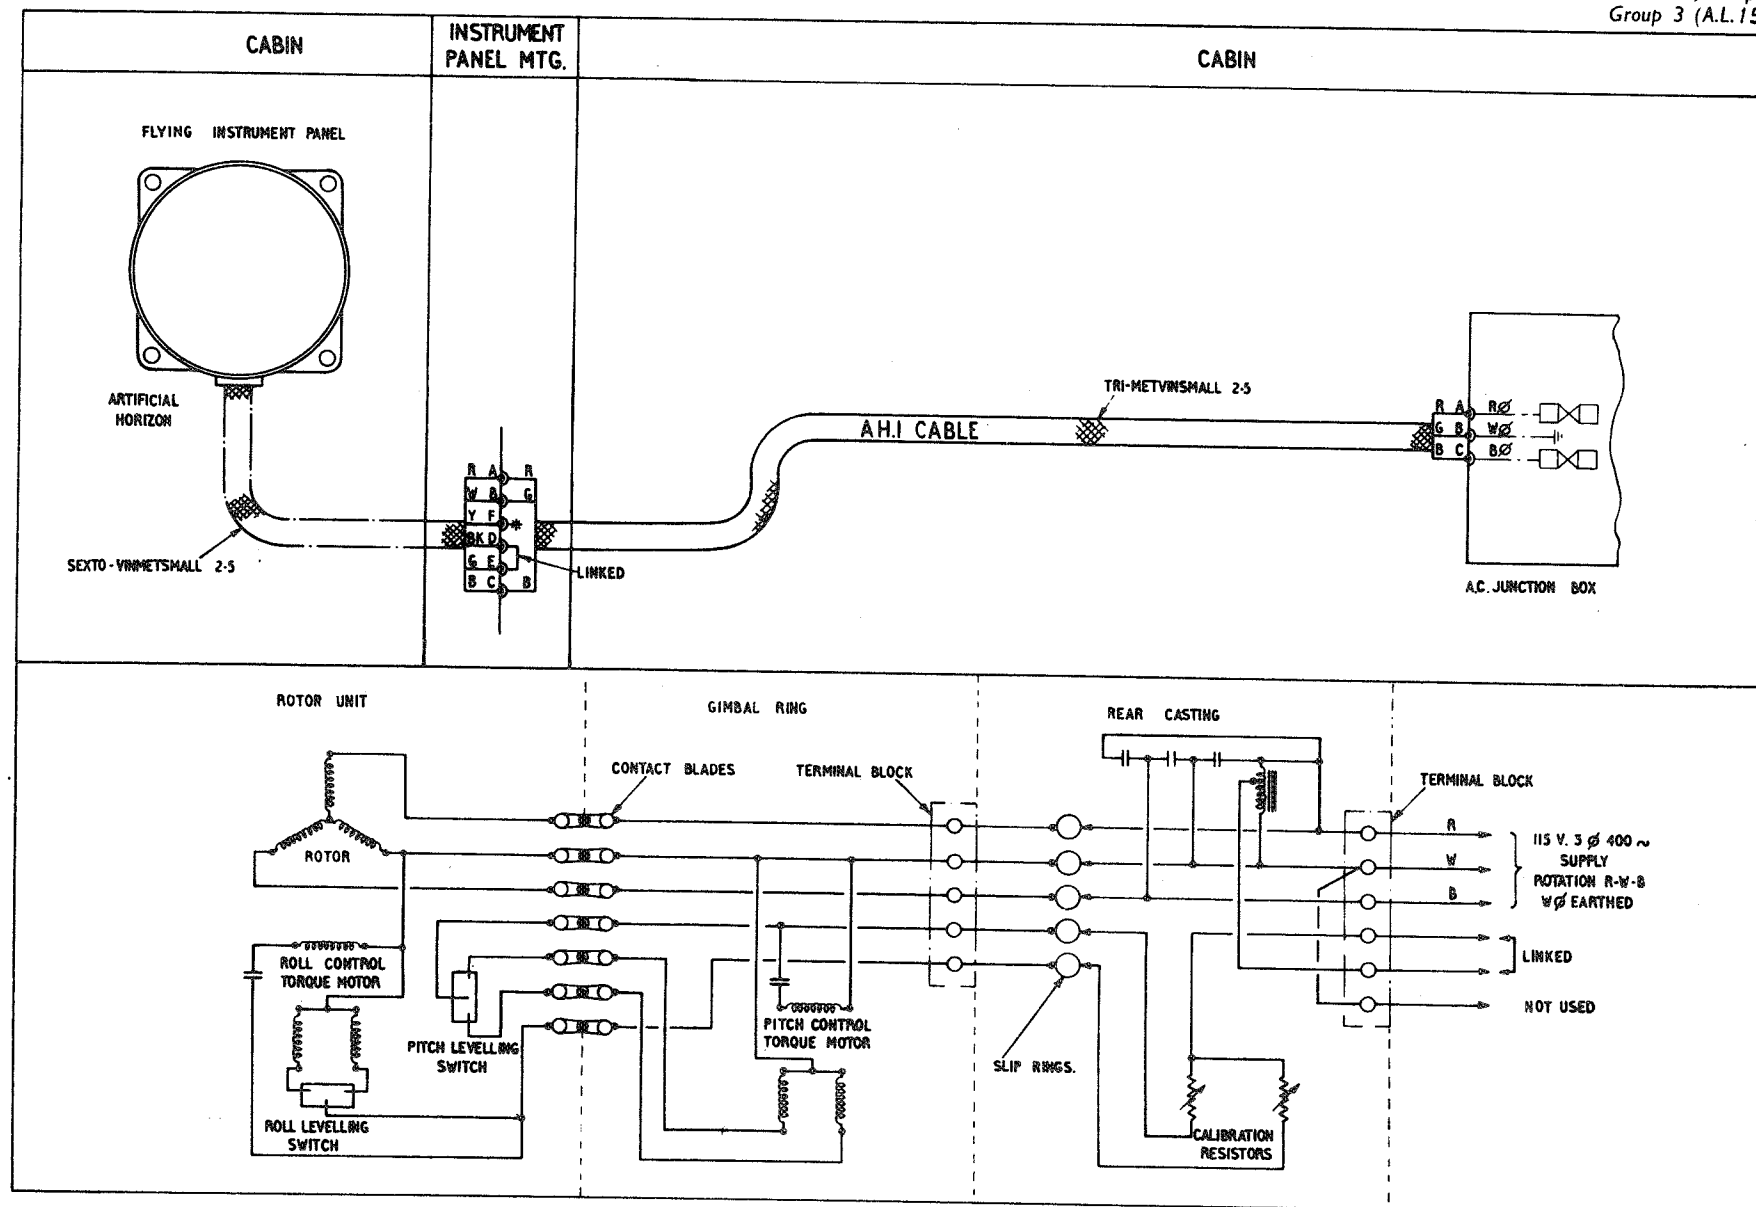 Group 3 (A.L.15
CABIN
INSTRUMENT
PANEL MTG.
CABIN
FLYING INSTRUMENT PANEL
ARTIFICIAL
HORIZON
SEXTO-VINMETSMALL 2·5
R A R
W B G
Y F *
BK D
G E
B C B
LINKED
A.H.I CABLE
TRI-METVINSMALL 2·5
R A RØ
G B WØ
B C BØ
A.C. JUNCTION BOX
ROTOR UNIT
GIMBAL RING
REAR CASTING
CONTACT BLADES
TERMINAL BLOCK
TERMINAL BLOCK
ROTOR
R
W
B
115 V. 3 Ø 400 ~
SUPPLY
ROTATION R-W-B
WØ EARTHED
LINKED
NOT USED
ROLL CONTROL
TORQUE MOTOR
PITCH LEVELLING
SWITCH
PITCH CONTROL
TORQUE MOTOR
SLIP RINGS.
ROLL LEVELLING
SWITCH
CALIBRATION
RESISTORS